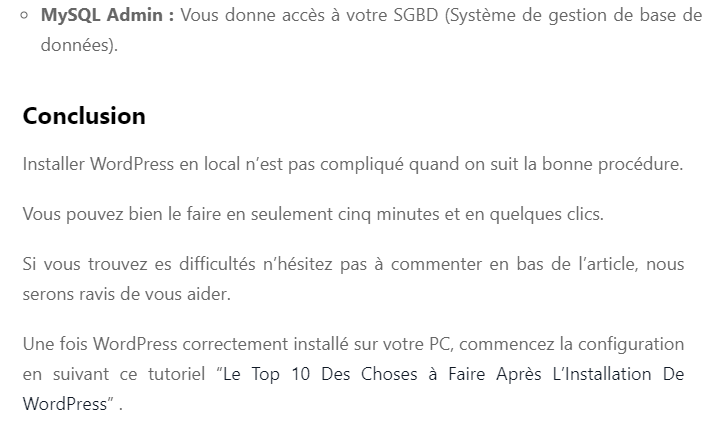 MySQL Admin : Vous donne accès à votre SGBD (Système de gestion de base de
données).
Conclusion
Installer WordPress en local n’est pas compliqué quand on suit la bonne procédure.
Vous pouvez bien le faire en seulement cinq minutes et en quelques clics.
Si vous trouvez es difficultés n’hésitez pas à commenter en bas de l’article, nous
serons ravis de vous aider.
Une fois WordPress correctement installé sur votre PC, commencez la configuration
en suivant ce tutoriel “Le Top 10 Des Choses à Faire Après L’Installation De
WordPress” .